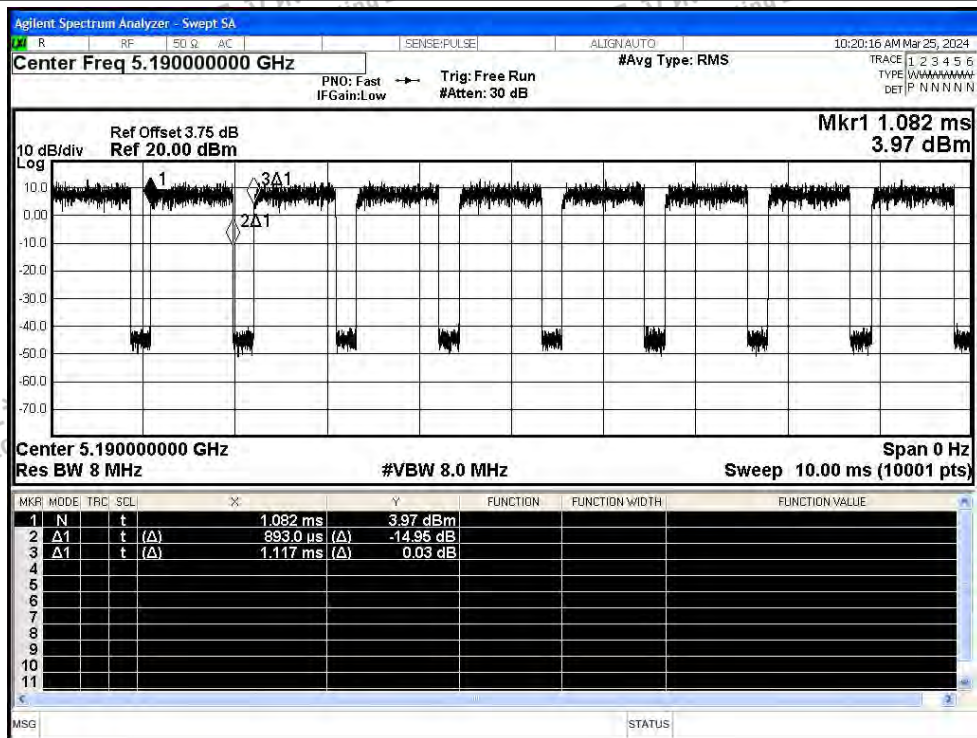 Agilent Spectrum Analyzer - Swept SA
R RF 50 Ω AC SENSE:PULSE ALIGNAUTO 10:20:16 AM Mar 25, 2024
Center Freq 5.190000000 GHz #Avg Type: RMS TRACE 1 2 3 4 5 6
PNO: Fast Trig: Free Run TYPE
IFGain:Low #Atten: 30 dB DET P N N N N N
Mkr1 1.082 ms
Ref Offset 3.75 dB
10 dB/div Ref 20.00 dBm 3.97 dBm
Log
10.0
0.00
-10.0
-20.0
-30.0
-40.0
-50.0
-60.0
-70.0
1
3Δ1
2Δ1
Center 5.190000000 GHz Span 0 Hz
Res BW 8 MHz #VBW 8.0 MHz Sweep 10.00 ms (10001 pts)
MKR MODE TRC SCL X Y FUNCTION FUNCTION WIDTH FUNCTION VALUE
1 N t 1.082 ms 3.97 dBm
2 Δ1 t (Δ) 893.0 µs (Δ) -14.95 dB
3 Δ1 t (Δ) 1.117 ms (Δ) 0.03 dB
4
5
6
7
8
9
10
11
MSG STATUS